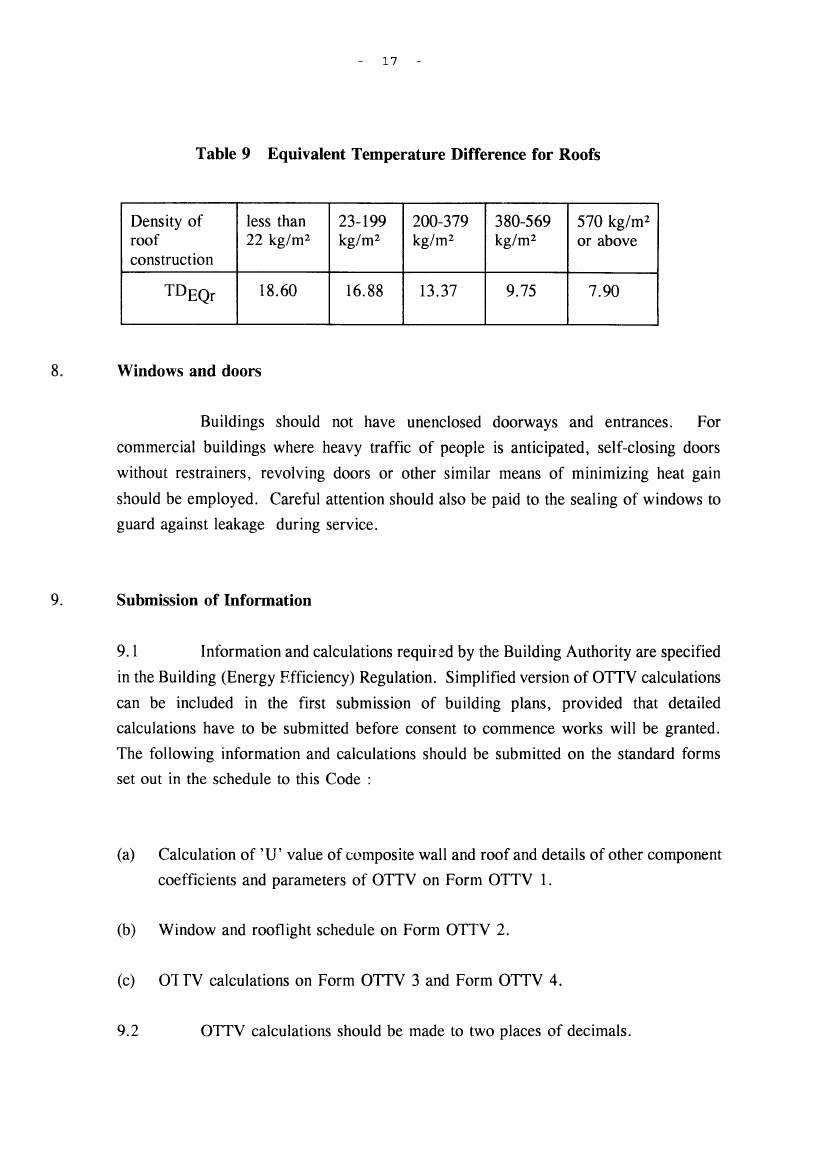 - 17 -
Table 9 Equivalent Temperature Difference for Roofs
Density of roof construction | less than 22 kg/m² | 23-199 kg/m² | 200-379 kg/m² | 380-569 kg/m² | 570 kg/m² or above
TDEQr | 18.60 | 16.88 | 13.37 | 9.75 | 7.90
8. Windows and doors
Buildings should not have unenclosed doorways and entrances. For
commercial buildings where heavy traffic of people is anticipated, self-closing doors
without restrainers, revolving doors or other similar means of minimizing heat gain
should be employed. Careful attention should also be paid to the sealing of windows to
guard against leakage during service.
9. Submission of Information
9.1 Information and calculations required by the Building Authority are specified
in the Building (Energy Efficiency) Regulation. Simplified version of OTTV calculations
can be included in the first submission of building plans, provided that detailed
calculations have to be submitted before consent to commence works will be granted.
The following information and calculations should be submitted on the standard forms
set out in the schedule to this Code :
(a) Calculation of 'U' value of composite wall and roof and details of other component
coefficients and parameters of OTTV on Form OTTV 1.
(b) Window and rooflight schedule on Form OTTV 2.
(c) OTTV calculations on Form OTTV 3 and Form OTTV 4.
9.2 OTTV calculations should be made to two places of decimals.